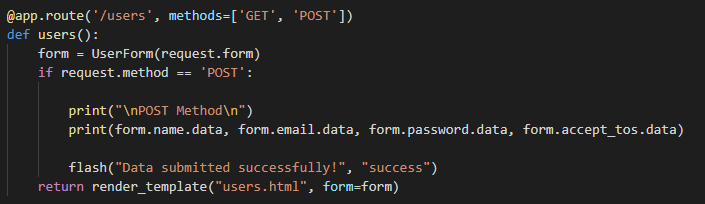 @app.route('/users', methods=['GET', 'POST'])
def users():
    form = UserForm(request.form)
    if request.method == 'POST':
        print("\nPOST Method\n")
        print(form.name.data, form.email.data, form.password.data, form.accept_tos.data)
        flash("Data submitted successfully!", "success")
    return render_template("users.html", form=form)